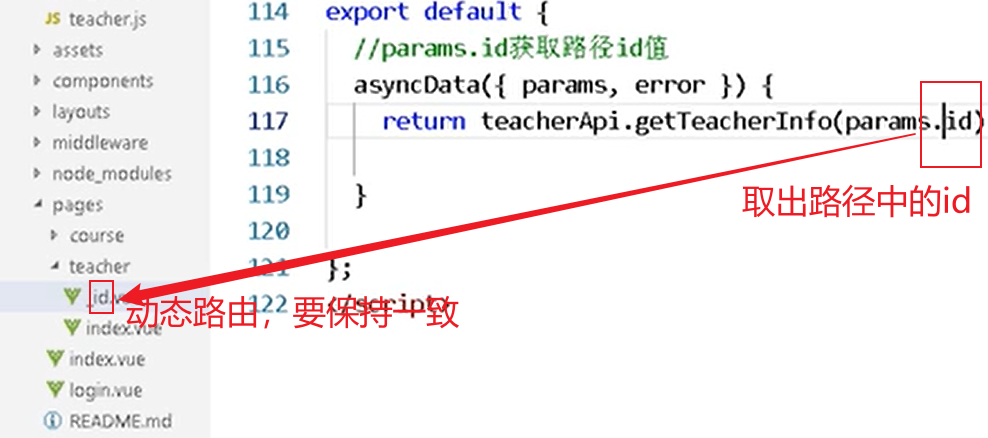 teacher.js
assets
components
layouts
middleware
node_modules
pages
course
teacher
_id.v
index.vue
index.vue
login.vue
README.md
114 export default {
115 //params.id获取路径id值
116 asyncData({ params, error }) {
117 return teacherApi.getTeacherInfo(params.id)
118
119 }
120
121 };
122 </script>
取出路径中的id
动态路由，要保持一致